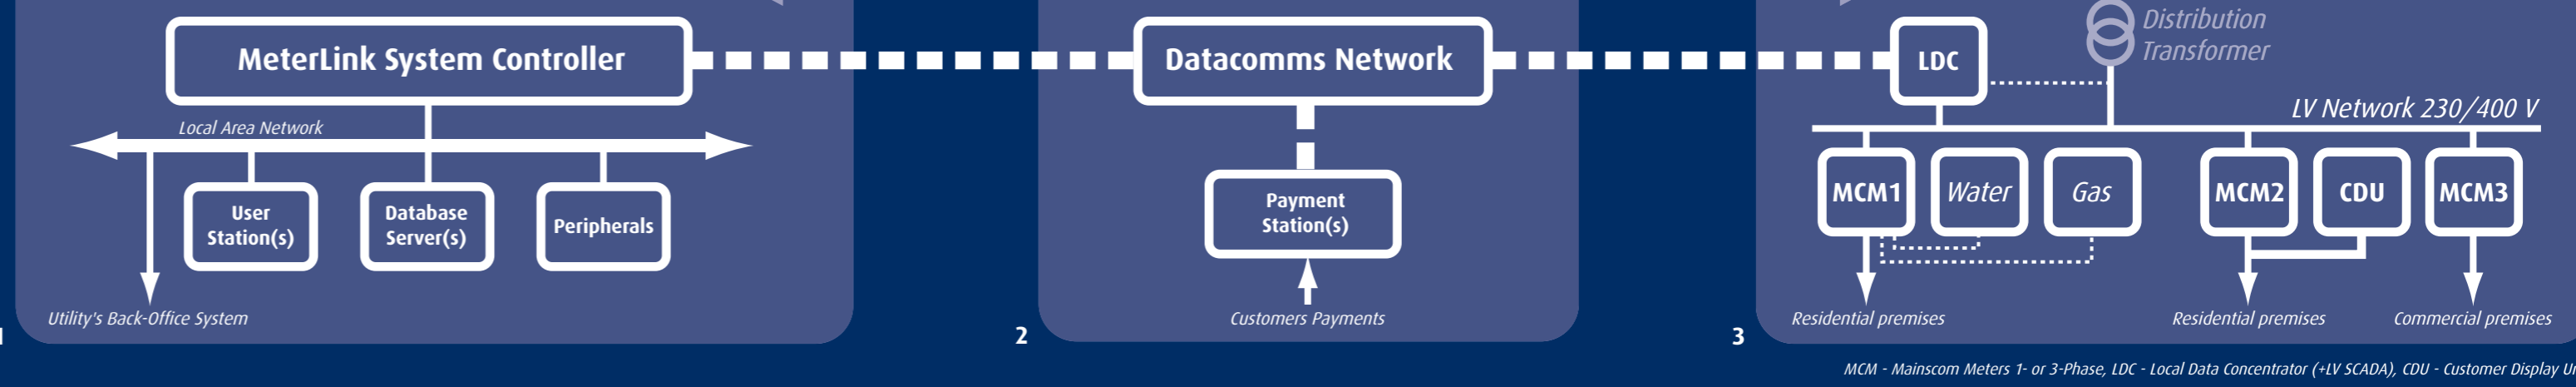 MeterLink System Controller
Local Area Network
User
Station(s)
Database
Server(s)
Peripherals
Utility's Back-Office System
Datacomms Network
Payment
Station(s)
Customers Payments
2
LDC
Distribution
Transformer
LV Network 230/400 V
MCM1
Water
Gas
MCM2
CDU
MCM3
Residential premises
Residential premises
Commercial premises
3
MCM - Mainscom Meters 1- or 3-Phase, LDC - Local Data Concentrator (+LV SCADA), CDU - Customer Display